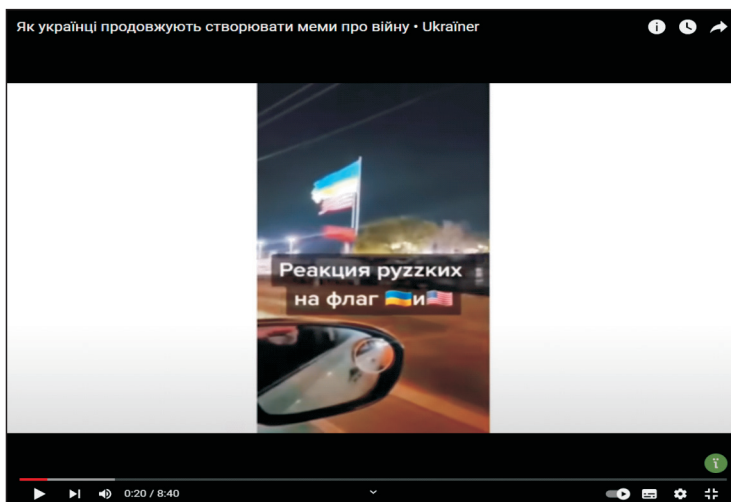 Як українці продовжують створювати меми про війну • Ukraïner
Реакция руzzких
на флаг 🇺🇦и🇺🇸
ї
0:20 / 8:40